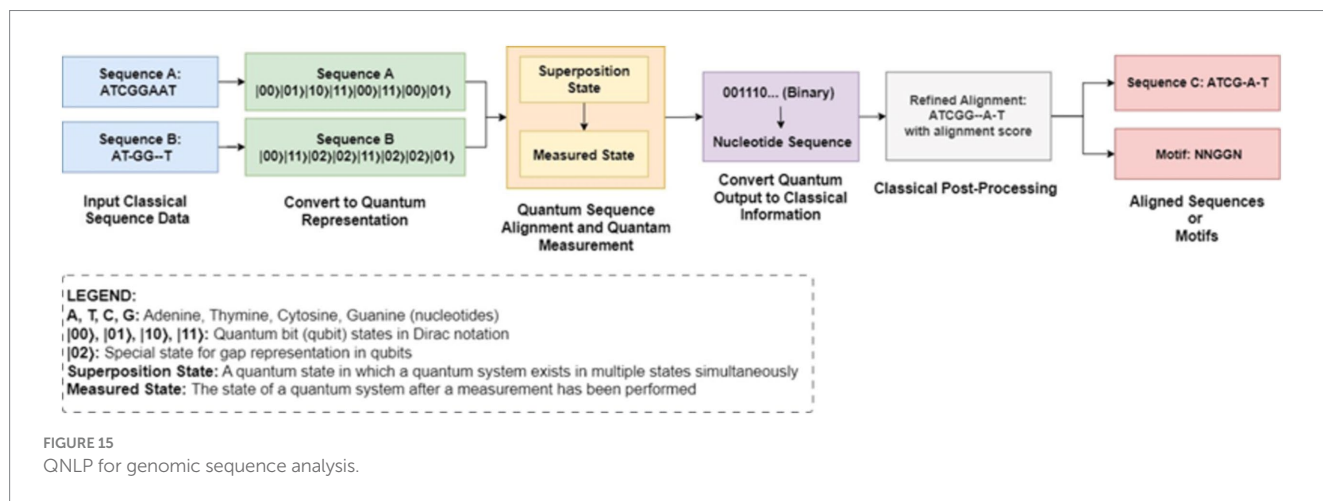 Sequence A:
ATCGGAAT
Sequence A
|00⟩|01⟩|10⟩|11⟩|00⟩|11⟩|00⟩|01⟩
Superposition
State
001110... (Binary)
Nucleotide Sequence
Refined Alignment:
ATCGG--A-T
with alignment score
Sequence C: ATCG-A-T
Sequence B:
AT-GG--T
Sequence B
|00⟩|11⟩|02⟩|02⟩|11⟩|02⟩|02⟩|01⟩
Measured State
Motif: NNGGN
Input Classical
Sequence Data
Convert to Quantum
Representation
Quantum Sequence
Alignment and Quantam
Measurement
Convert Quantum
Output to Classical
Information
Classical Post-Processing
Aligned Sequences
or
Motifs
LEGEND:
A, T, C, G: Adenine, Thymine, Cytosine, Guanine (nucleotides)
|00⟩, |01⟩, |10⟩, |11⟩: Quantum bit (qubit) states in Dirac notation
|02⟩: Special state for gap representation in qubits
Superposition State: A quantum state in which a quantum system exists in multiple states simultaneously
Measured State: The state of a quantum system after a measurement has been performed
FIGURE 15
QNLP for genomic sequence analysis.